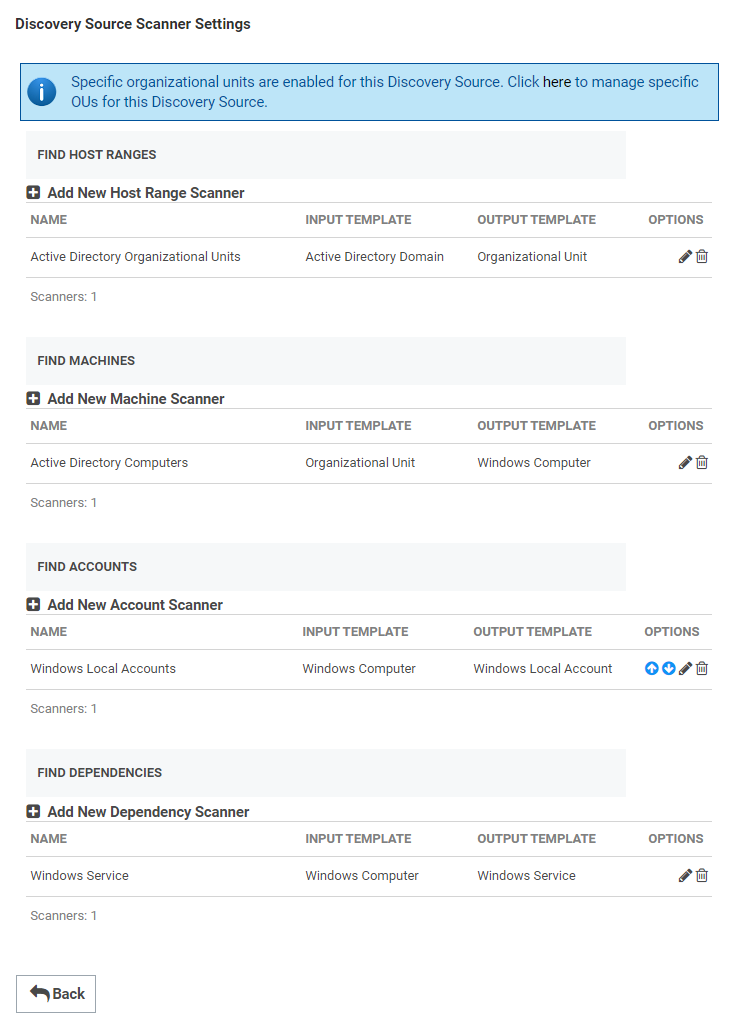 Discovery Source Scanner Settings
Specific organizational units are enabled for this Discovery Source. Click here to manage specific
OUs for this Discovery Source.
FIND HOST RANGES
Add New Host Range Scanner
NAME INPUT TEMPLATE OUTPUT TEMPLATE OPTIONS
Active Directory Organizational Units Active Directory Domain Organizational Unit
Scanners: 1
FIND MACHINES
Add New Machine Scanner
NAME INPUT TEMPLATE OUTPUT TEMPLATE OPTIONS
Active Directory Computers Organizational Unit Windows Computer
Scanners: 1
FIND ACCOUNTS
Add New Account Scanner
NAME INPUT TEMPLATE OUTPUT TEMPLATE OPTIONS
Windows Local Accounts Windows Computer Windows Local Account
Scanners: 1
FIND DEPENDENCIES
Add New Dependency Scanner
NAME INPUT TEMPLATE OUTPUT TEMPLATE OPTIONS
Windows Service Windows Computer Windows Service
Scanners: 1
Back